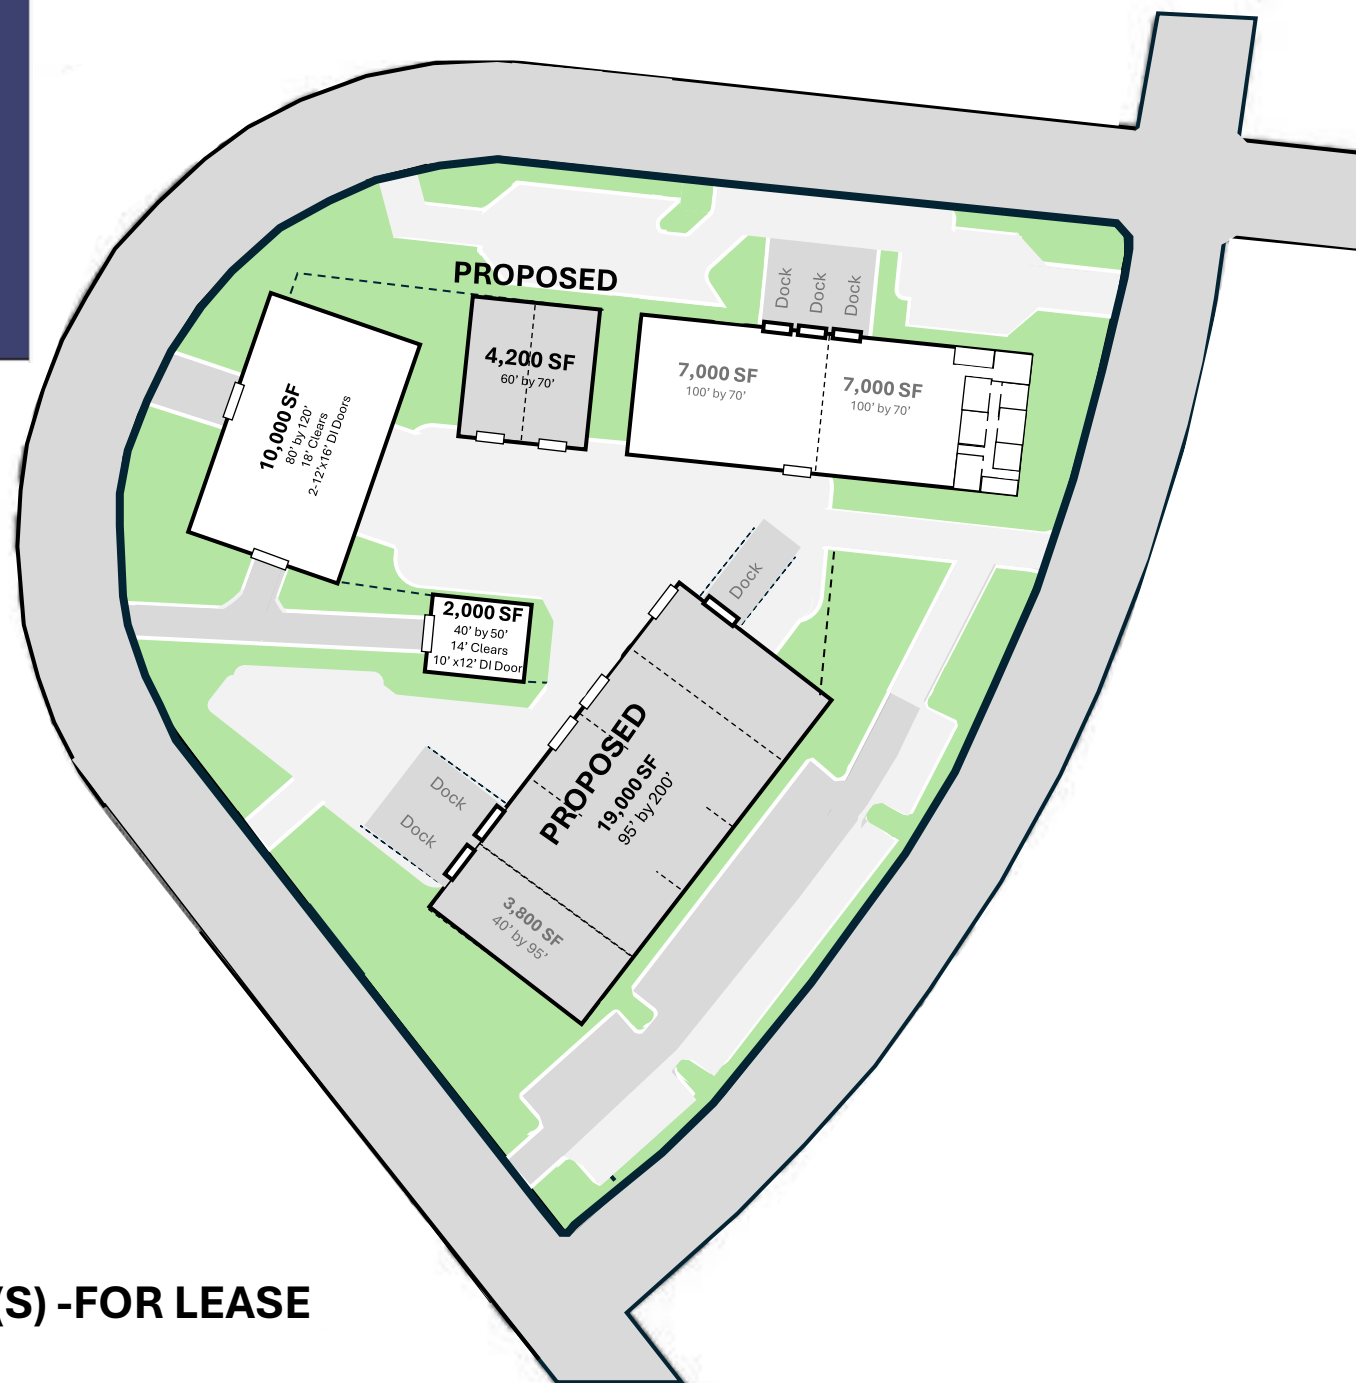 PROPOSED
4,200 SF
60' by 70'
Dock
Dock
Dock
7,000 SF
100' by 70'
7,000 SF
100' by 70'
10,000 SF
80' by 120'
18' Clears
2-12'x16' DI Doors
2,000 SF
40' by 50'
14' Clears
10' x12' DI Door
Dock
PROPOSED
19,000 SF
95' by 200'
Dock
Dock
3,800 SF
40' by 95'
(S) -FOR LEASE